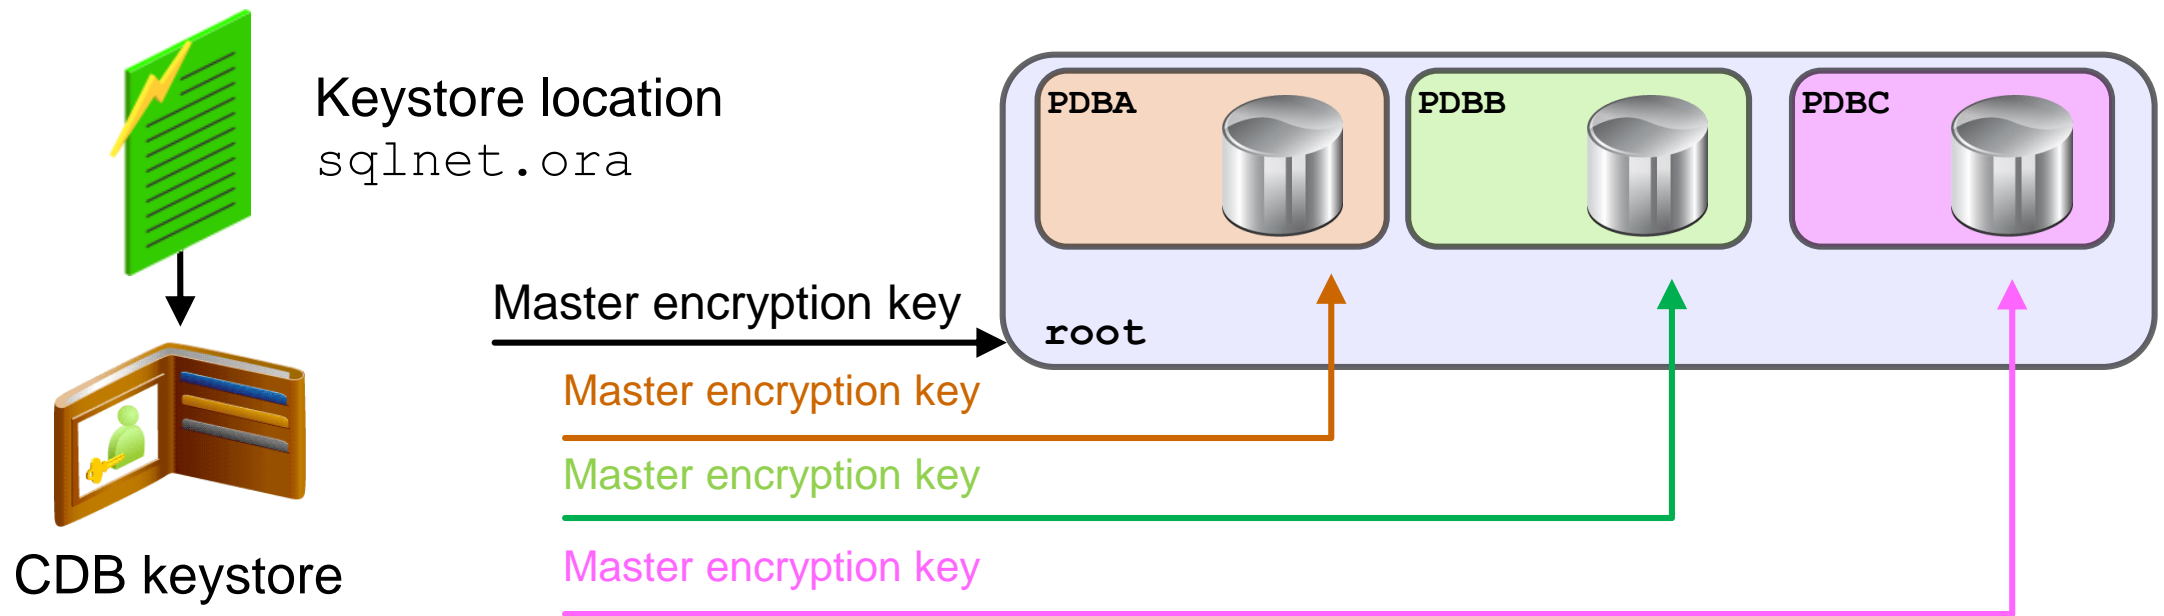 Keystore location
sqlnet.ora
PDBA
PDBB
PDBC
Master encryption key
root
Master encryption key
Master encryption key
Master encryption key
CDB keystore